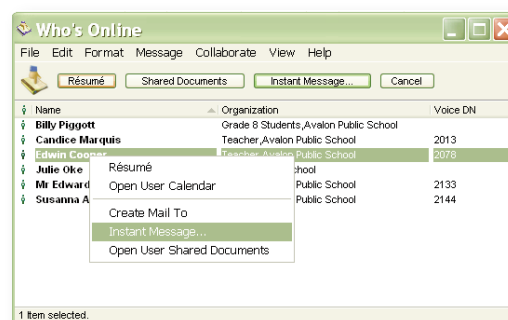 Who's Online
File Edit Format Message Collaborate View Help
Résumé Shared Documents Instant Message... Cancel
Name Organization Voice DN
Billy Piggott Grade 8 Students,Avalon Public School
Candice Marquis Teacher,Avalon Public School 2013
Edwin Cooper Teacher,Avalon Public School 2078
Julie Oke
Résumé
Mr Edward Public School 2133
Open User Calendar
Susanna A Public School 2144
Create Mail To
Instant Message...
Open User Shared Documents
1 Item selected.